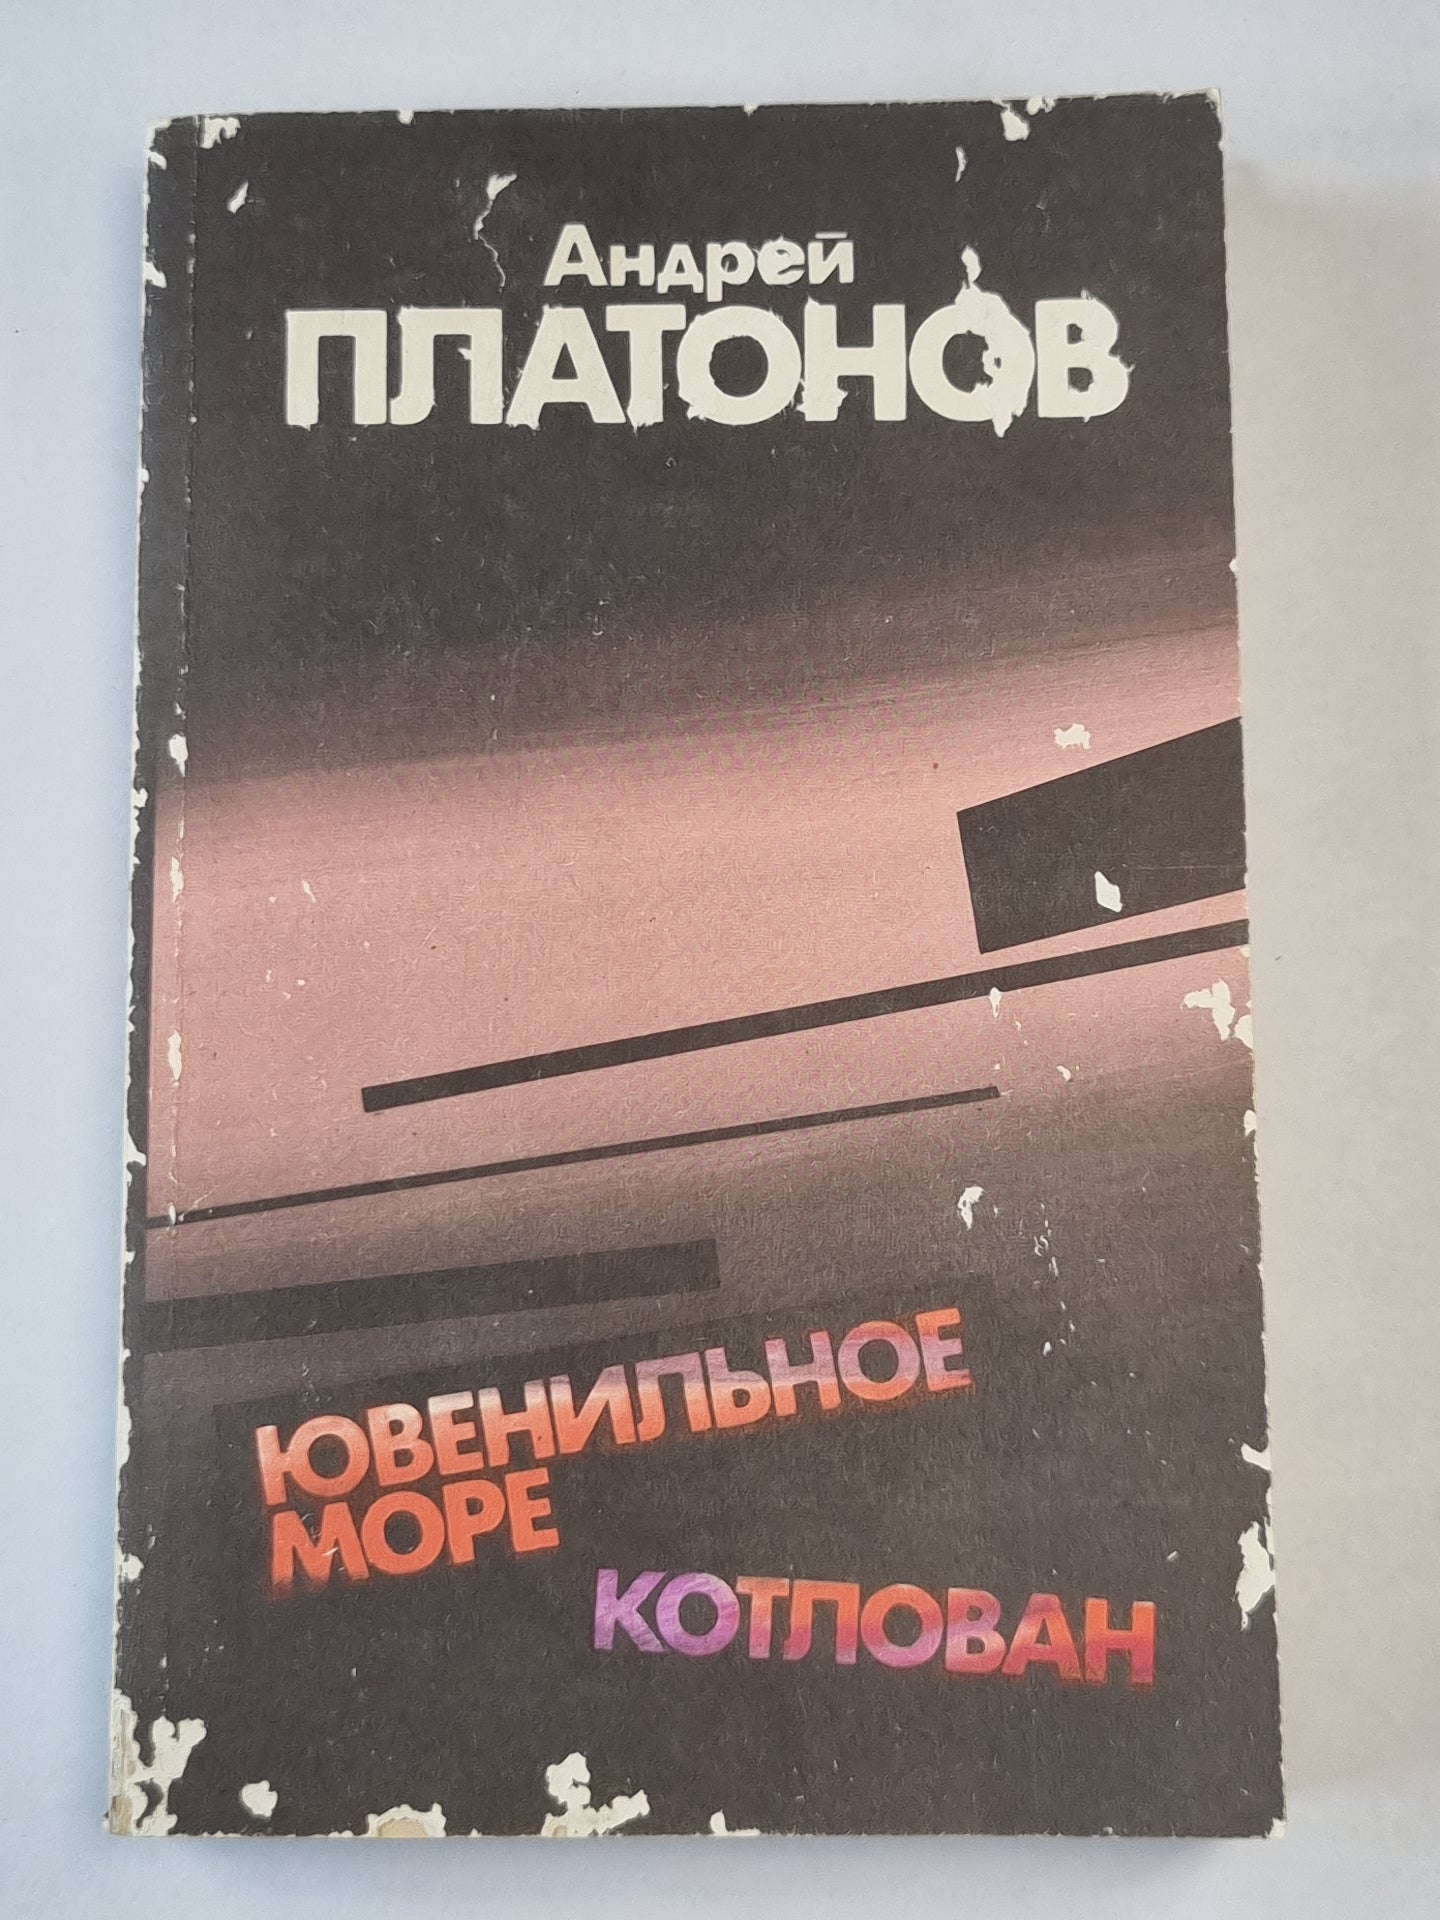 Андрей
ПЛАТОНОВ
ЮВЕНИЛЬНОЕ
МОРЕ
КОТЛОВАН